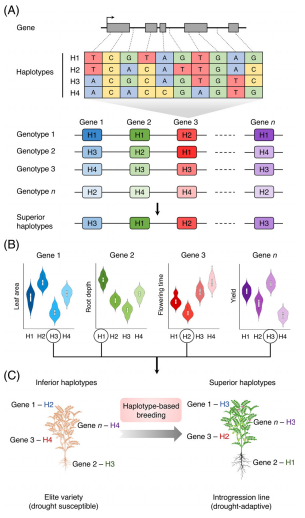 (A)
Gene
H1 T C G T A G T G T C
H2 T C A C A T T G T C
Haplotypes
H3 A C G C A G T G A C
H4 A C A C C G A G T G
Gene 1 Gene 2 Gene 3 Gene n
Genotype 1 H1 H1 H2 H1
Genotype 2 H3 H2 H1 H4
Genotype 3 H4 H3 H4 H3
Genotype n H2 H4 H4 H2
Superior
haplotypes H3 H1 H2 H3
(B)
Gene 1 Gene 2 Gene 3 Gene n
Leaf area Root depth Flowering time Yield
H1 H2 H3 H4 H1 H2 H3 H4 H1 H2 H3 H4 H1 H2 H3 H4
(C)
Inferior haplotypes Superior haplotypes
Haplotype-based
breeding
Gene 1 – H2 Gene 1 – H3
Gene n – H4 Gene n – H3
Gene 3 – H4 Gene 3 – H2
Gene 2 – H3 Gene 2 – H1
Elite variety Introgression line
(drought susceptible) (drought-adaptive)